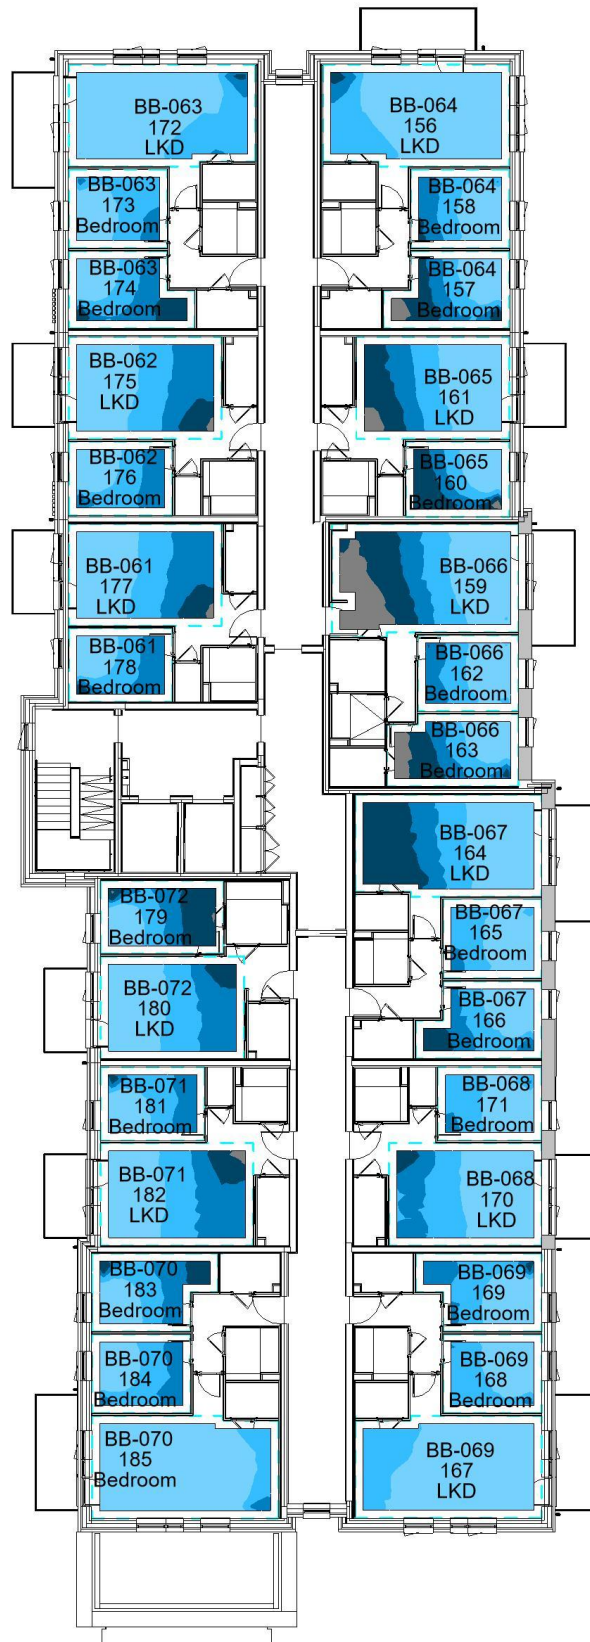 BB-063
172
LKD
BB-064
156
LKD
BB-063
173
Bedroom
BB-064
158
Bedroom
BB-063
174
Bedroom
BB-064
157
Bedroom
BB-062
175
LKD
BB-065
161
LKD
BB-062
176
Bedroom
BB-065
160
Bedroom
BB-061
177
LKD
BB-066
159
LKD
BB-061
178
Bedroom
BB-066
162
Bedroom
BB-066
163
Bedroom
BB-067
164
LKD
BB-072
179
Bedroom
BB-067
165
Bedroom
BB-072
180
LKD
BB-067
166
Bedroom
BB-071
181
Bedroom
BB-068
171
Bedroom
BB-071
182
LKD
BB-068
170
LKD
BB-070
183
Bedroom
BB-069
169
Bedroom
BB-070
184
Bedroom
BB-069
168
Bedroom
BB-070
185
Bedroom
BB-069
167
LKD